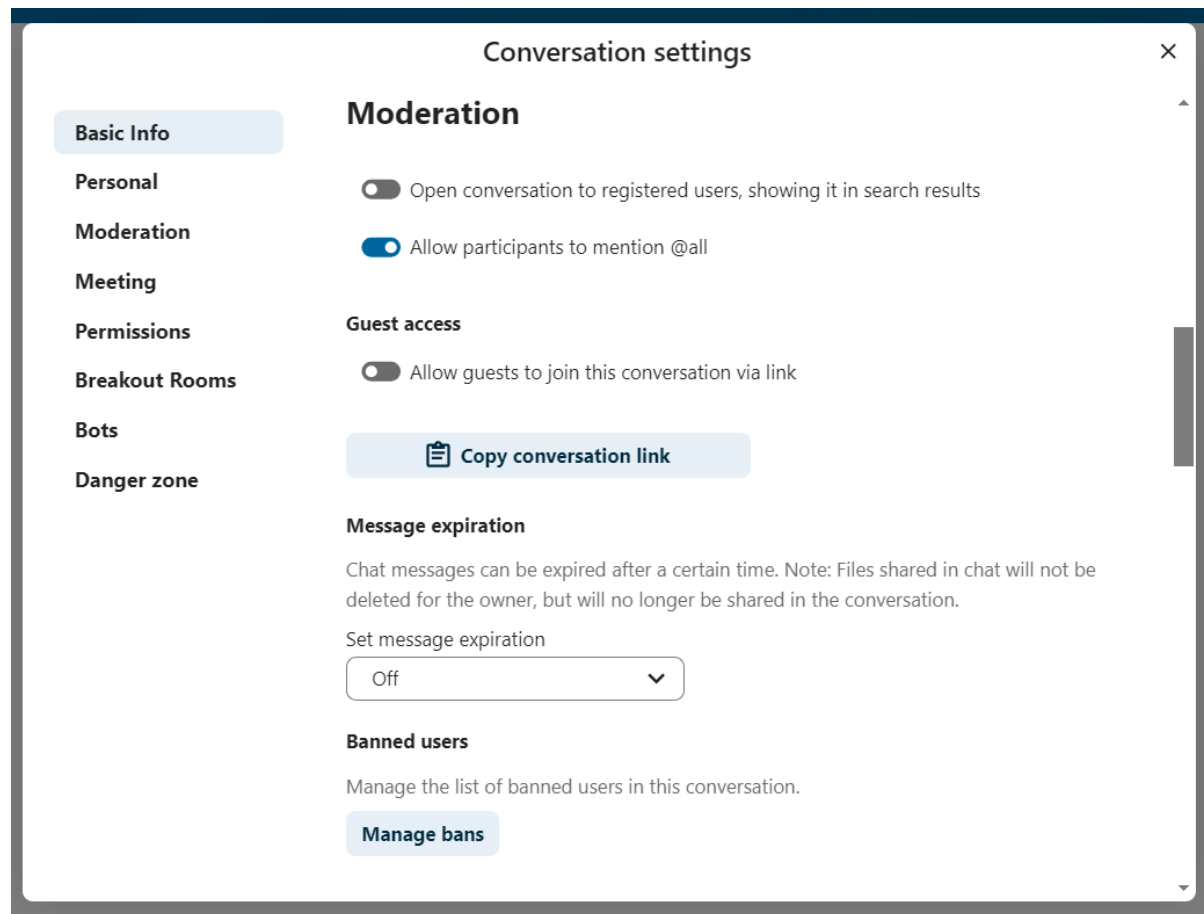 Conversation settings
Basic Info
Personal
Moderation
Meeting
Permissions
Breakout Rooms
Bots
Danger zone
Moderation
Open conversation to registered users, showing it in search results
Allow participants to mention @all
Guest access
Allow guests to join this conversation via link
Copy conversation link
Message expiration
Chat messages can be expired after a certain time. Note: Files shared in chat will not be
deleted for the owner, but will no longer be shared in the conversation.
Set message expiration
Off
Banned users
Manage the list of banned users in this conversation.
Manage bans